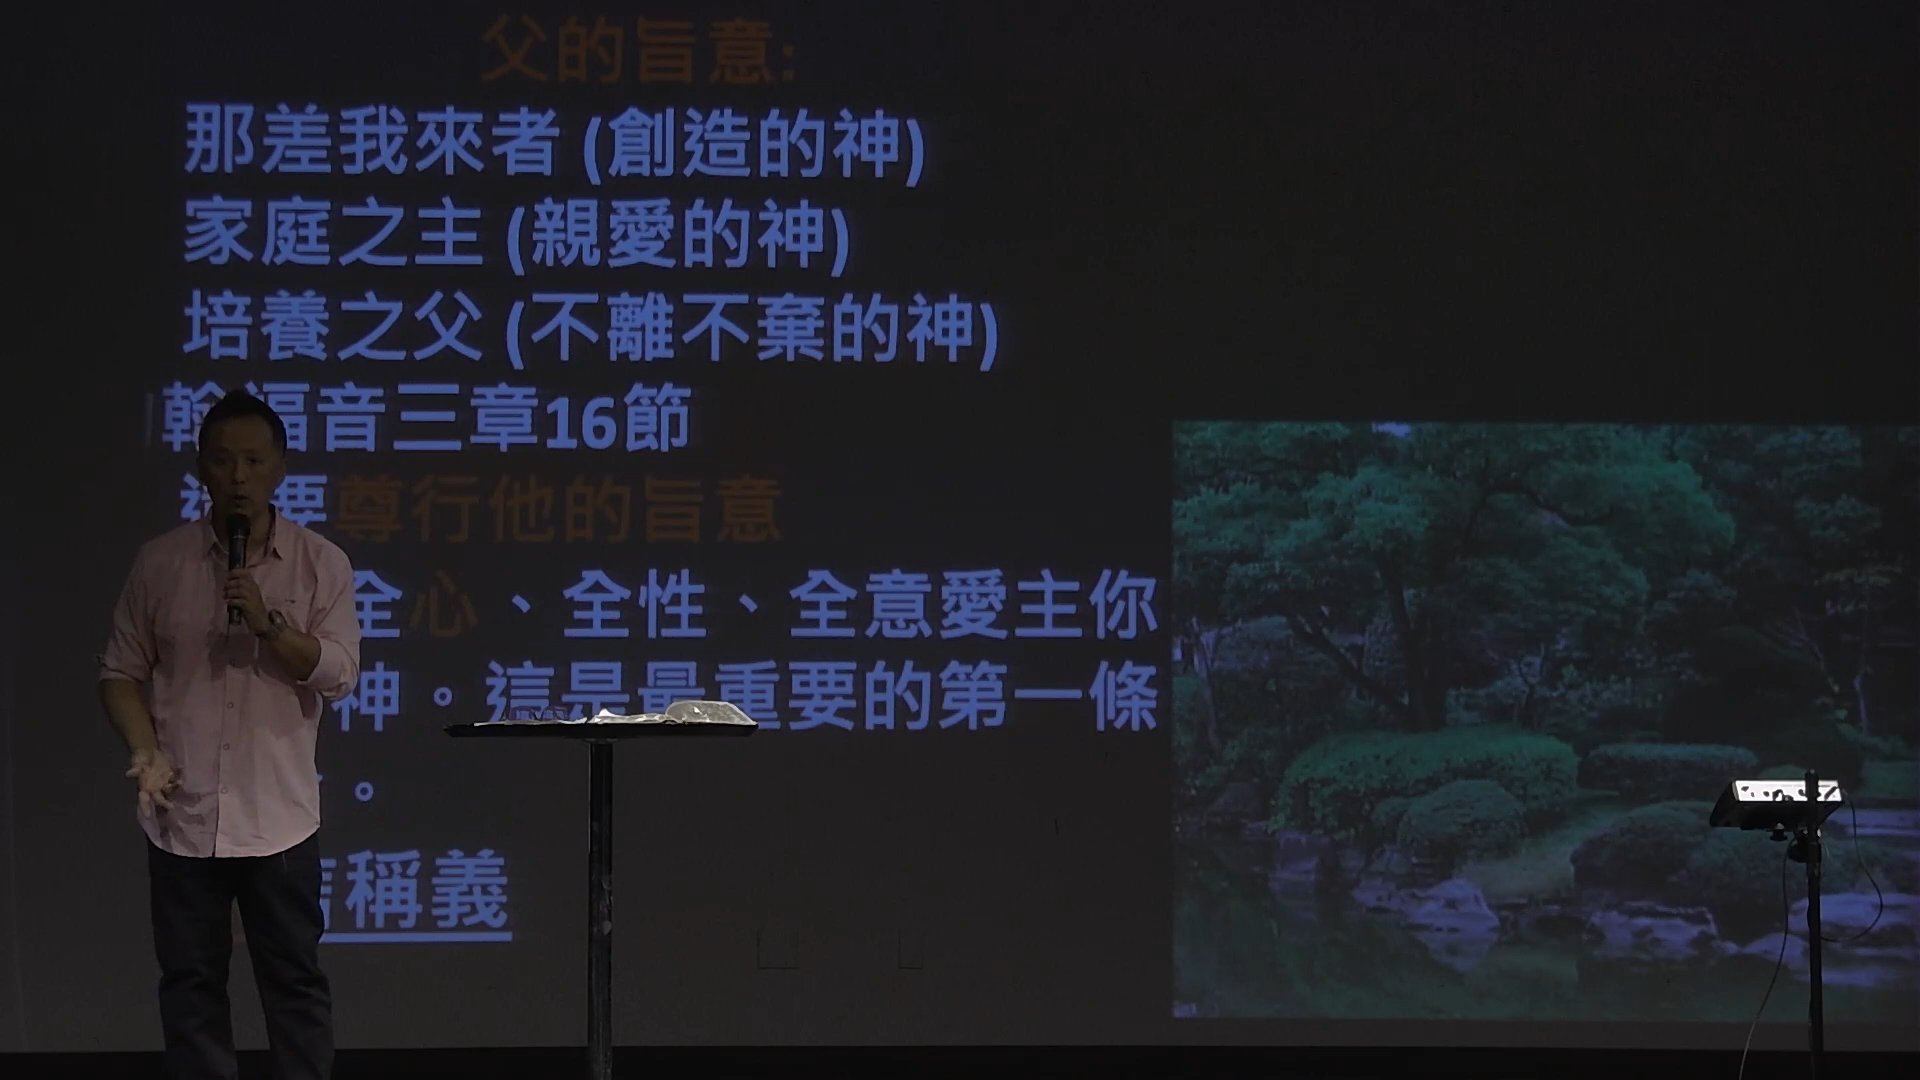 父的旨意:
那差我來者 (創造的神)
家庭之主 (親愛的神)
培養之父 (不離不棄的神)
翰福音三章16節
要尊行他的旨意
全心、全性、全意愛主你
神。這是最重要的第一條
。
稱義